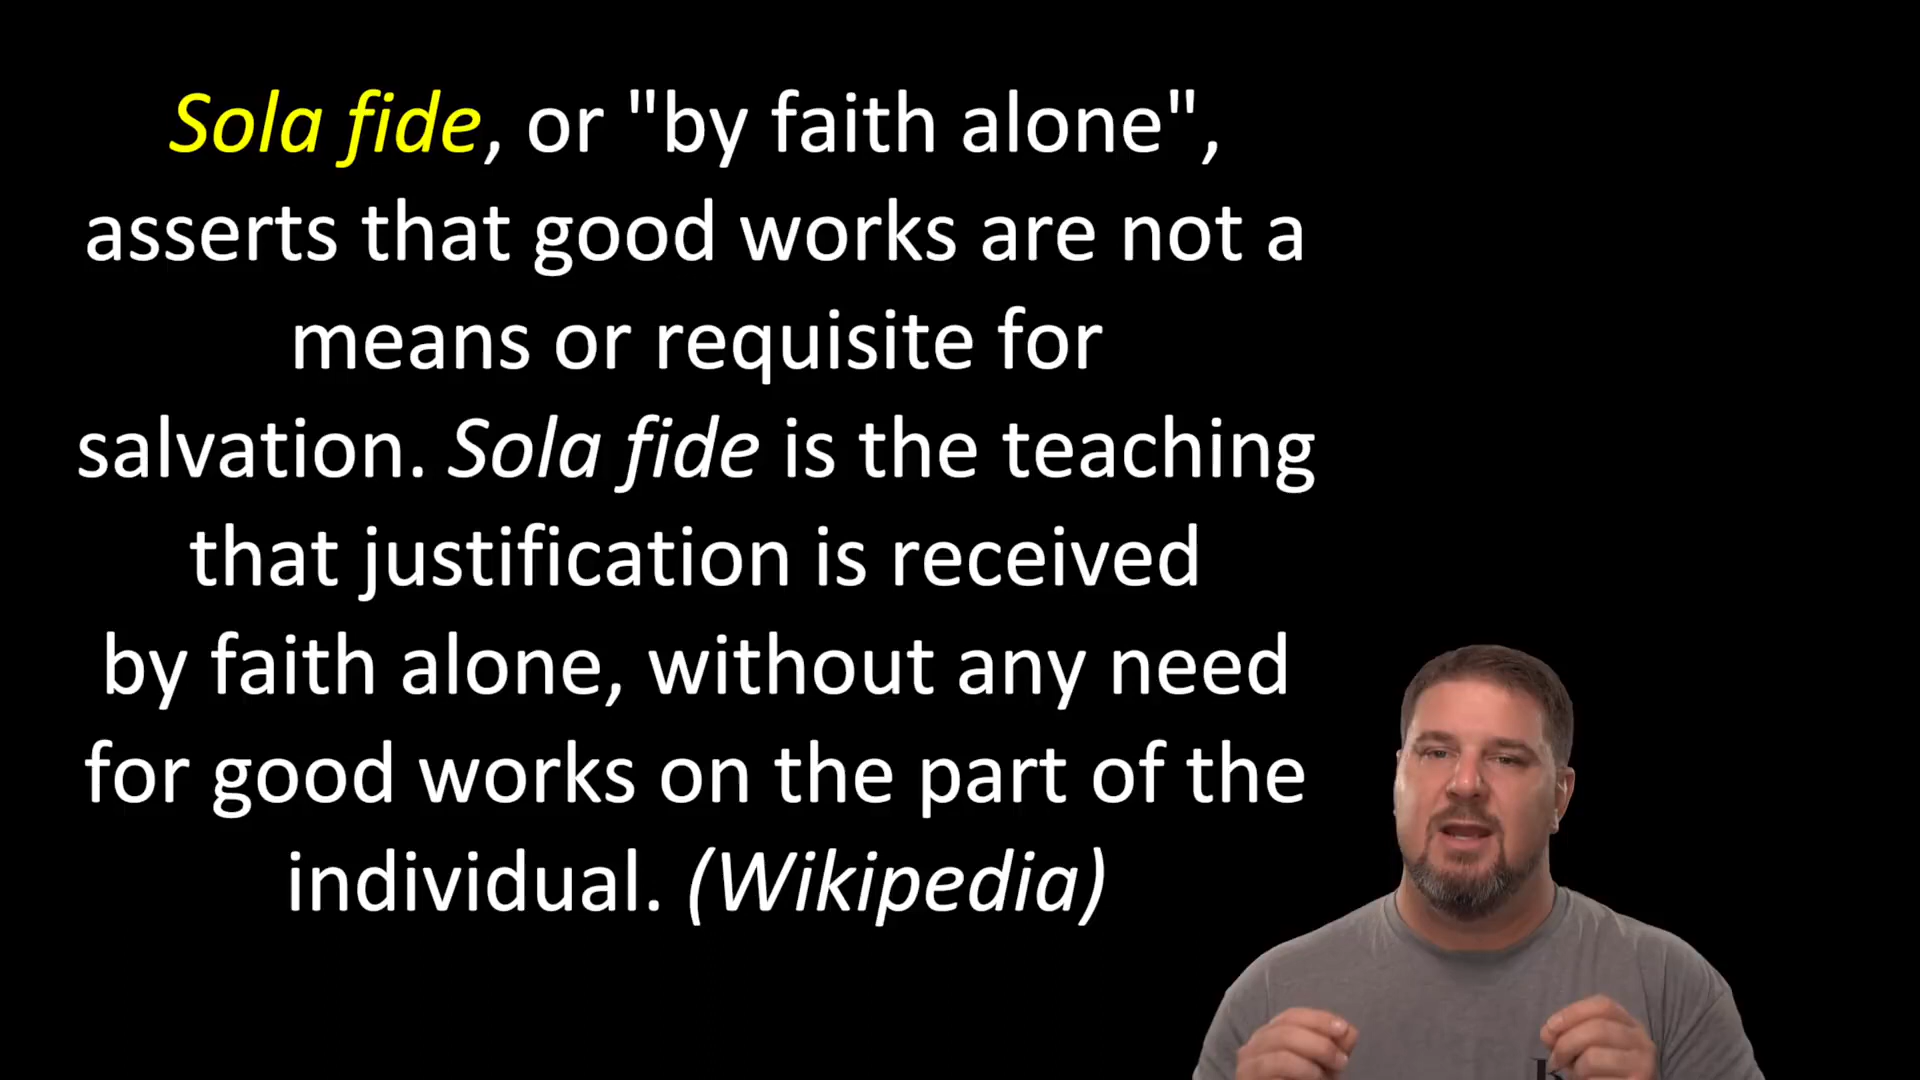 Sola fide, or "by faith alone",
asserts that good works are not a
means or requisite for
salvation. Sola fide is the teaching
that justification is received
by faith alone, without any need
for good works on the part of the
individual. (Wikipedia)